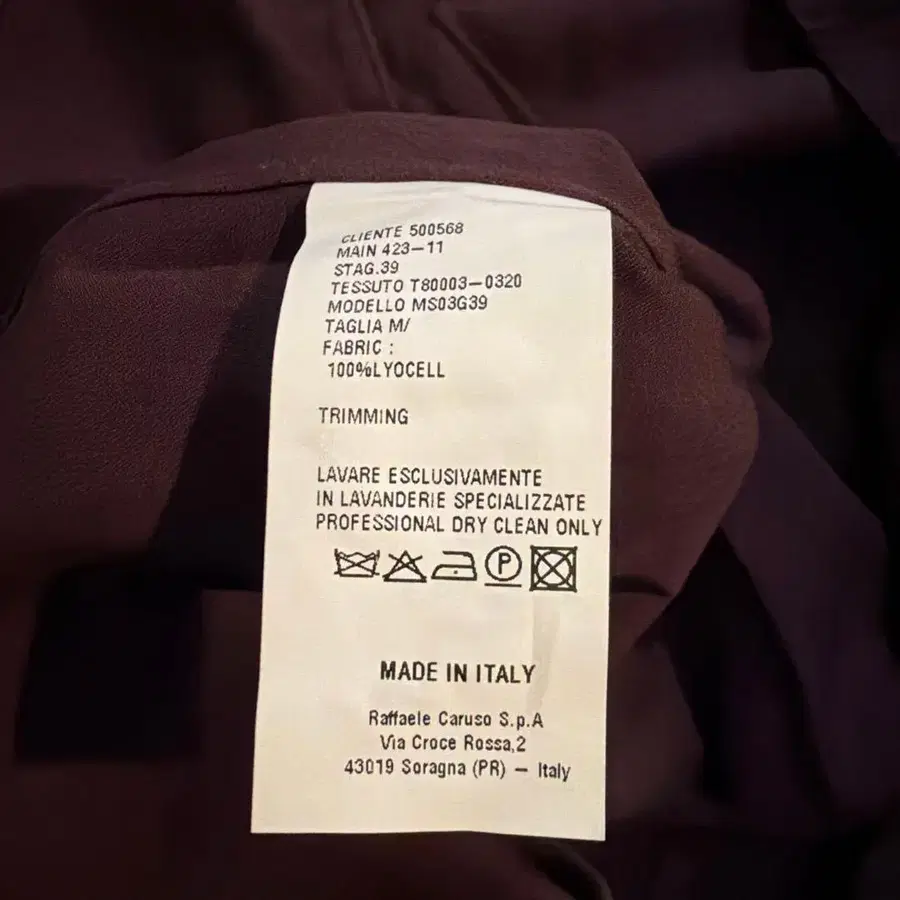 CLIENTE 500568
MAIN 423-11
STAG.39
TESSUTO T80003-0320
MODELLO MS03G39
TAGLIA M/
FABRIC :
100%LYOCELL
TRIMMING
LAVARE ESCLUSIVAMENTE
IN LAVANDERIE SPECIALIZZATE
PROFESSIONAL DRY CLEAN ONLY
P
MADE IN ITALY
Raffaele Caruso S.p.A
Via Croce Rossa,2
43019 Soragna (PR) - Italy